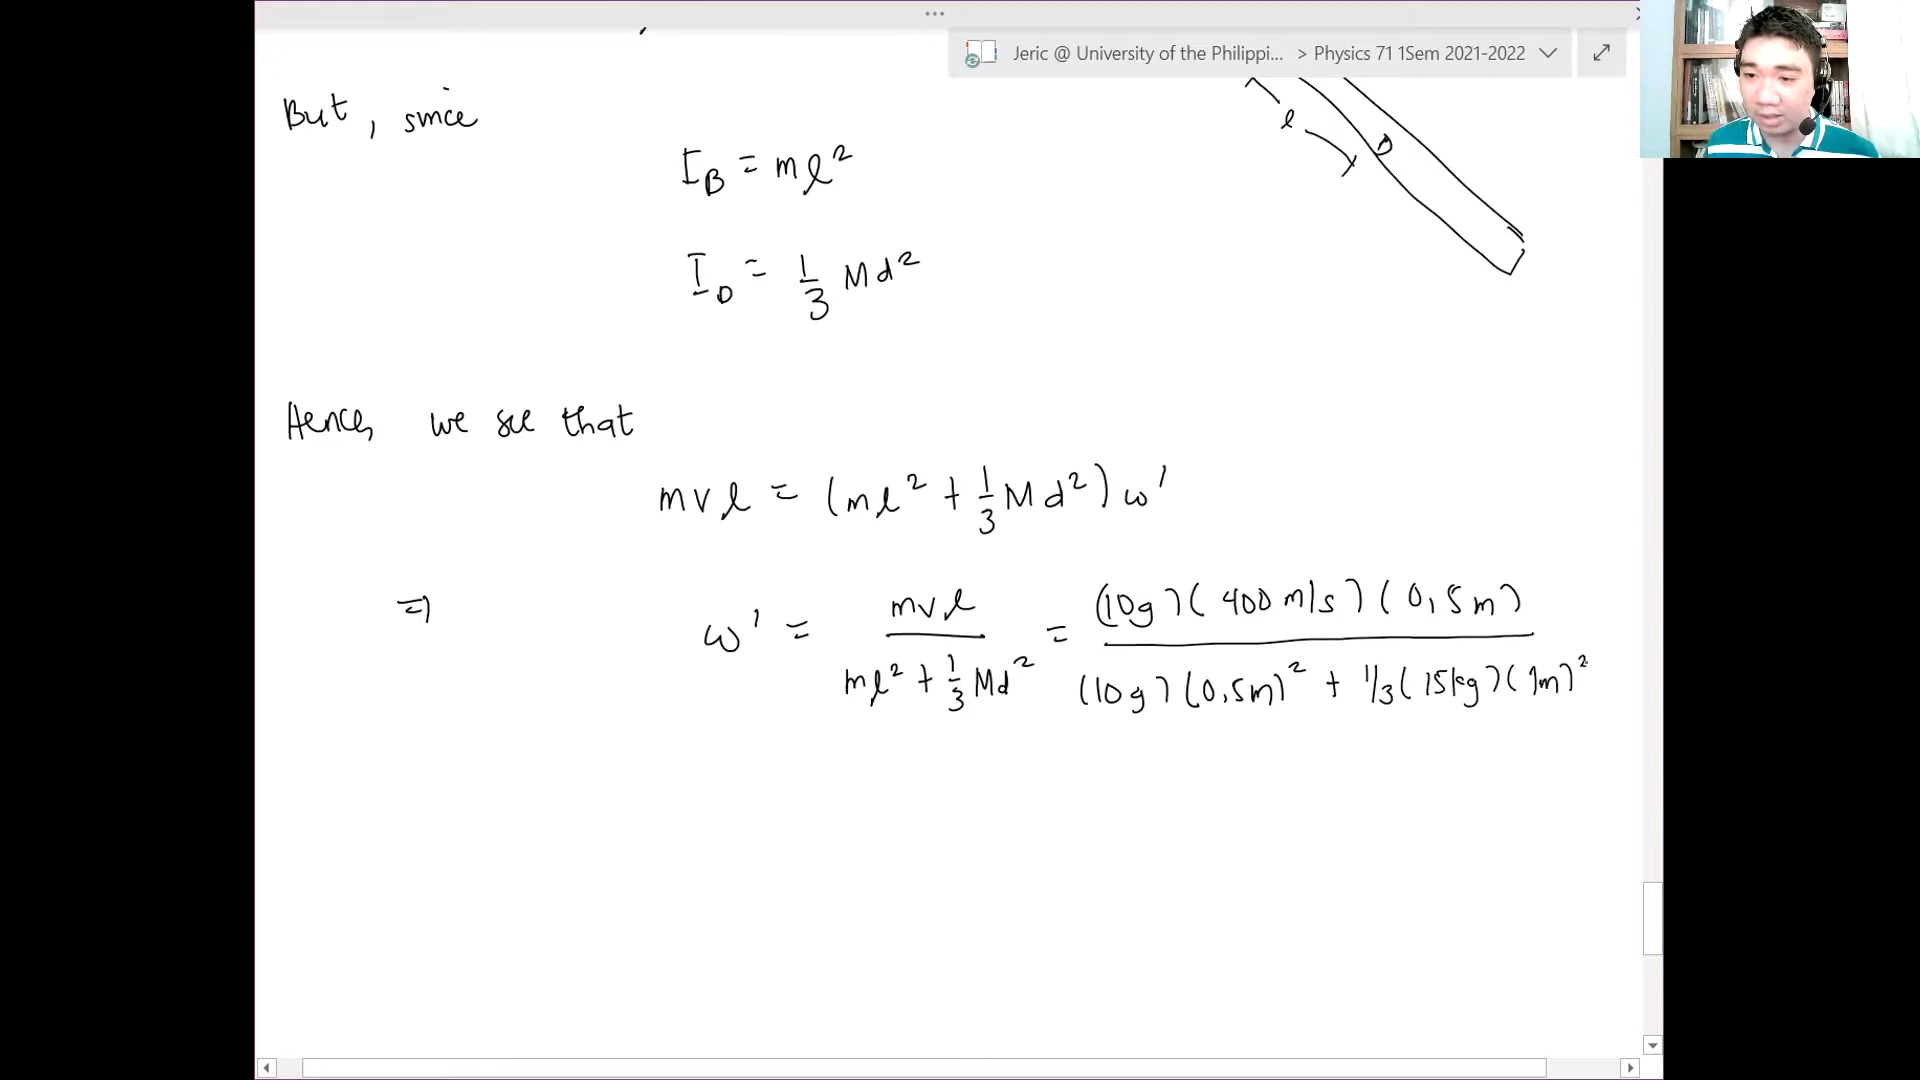 Jeric @ University of the Philippi... > Physics 71 1Sem 2021-2022
But, since
I_B = mℓ²
I_D = 1/3 Md²
ℓ
D
Hence, we see that
mvℓ = (mℓ² + 1/3 Md²) ω'
⇒ ω' = mvℓ / (mℓ² + 1/3 Md²) = (10g)(400 m/s)(0,5m) / ((10g)(0,5m)² + 1/3(15kg)(1m)²)